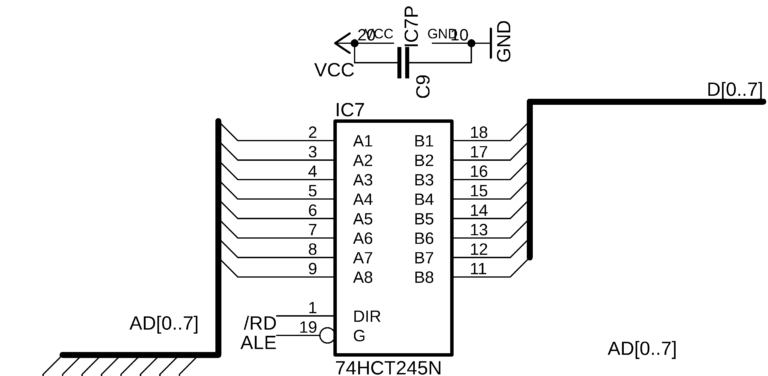 20 VCC IC7P GND 10 GND
VCC C9
D[0..7]
IC7
2 A1 B1 18
3 A2 B2 17
4 A3 B3 16
5 A4 B4 15
6 A5 B5 14
7 A6 B6 13
8 A7 B7 12
9 A8 B8 11
AD[0..7] /RD 1 DIR
ALE 19 G
AD[0..7]
74HCT245N